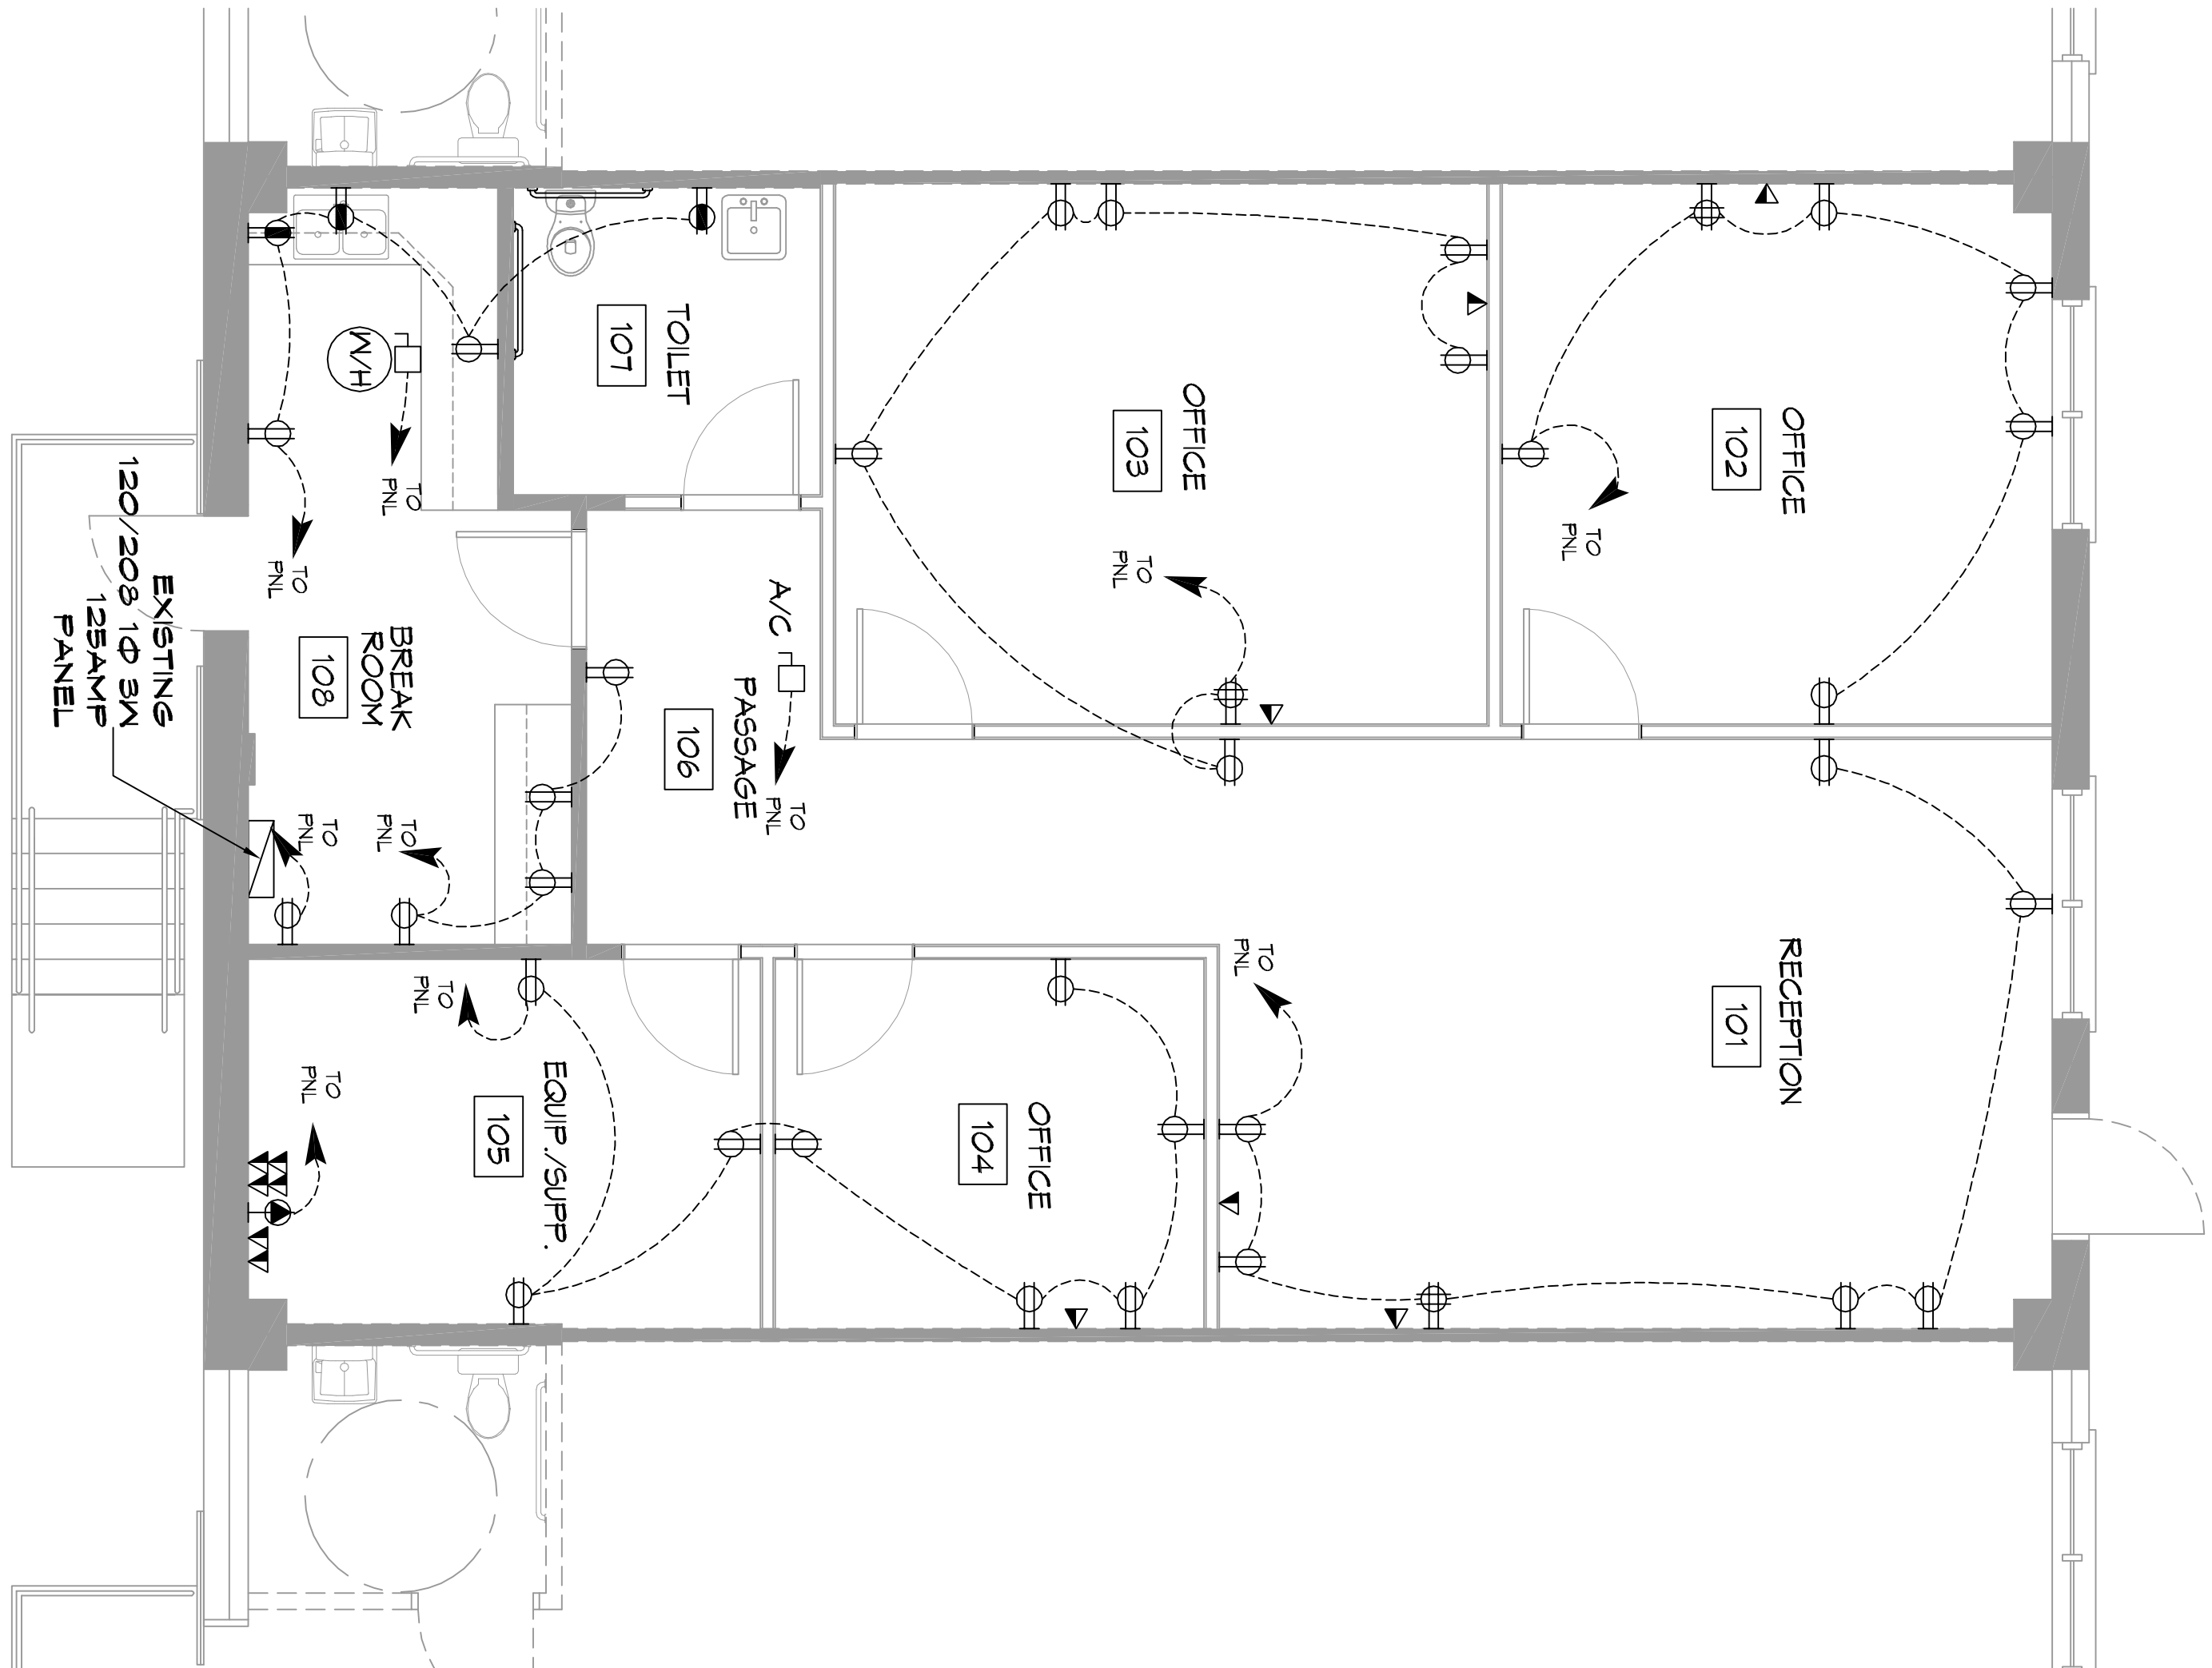 OFFICE
102
TO
PNL
RECEPTION
101
OFFICE
103
TO
PNL
TO
PNL
OFFICE
104
TOILET
107
A/C
PASSAGE
106
TO
PNL
EQUIP./SUPP.
105
TO
PNL
W/H
TO
PNL
TO
PNL
BREAK
ROOM
108
TO
PNL
TO
PNL
TO
PNL
EXISTING
120/208 1Φ 3W
125AMP
PANEL